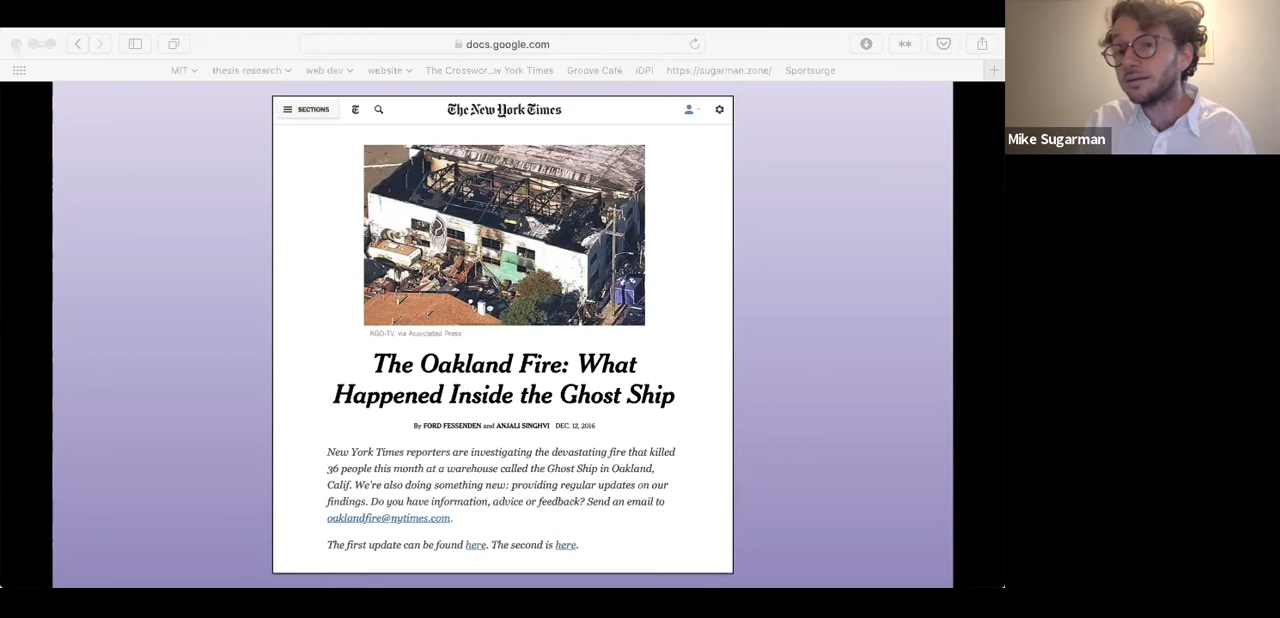 docs.google.com
MIT
thesis research
web dev
website
The Crosswor...w York Times
Groove Café
iDPI
https://sugarman.zone/
Sportsurge
Mike Sugarman
SECTIONS
The New York Times
KGO-TV, via Associated Press
The Oakland Fire: What
Happened Inside the Ghost Ship
By FORD FESSENDEN and ANJALI SINGHVI DEC. 12, 2016
New York Times reporters are investigating the devastating fire that killed
36 people this month at a warehouse called the Ghost Ship in Oakland,
Calif. We're also doing something new: providing regular updates on our
findings. Do you have information, advice or feedback? Send an email to
oaklandfire@nytimes.com.
The first update can be found here. The second is here.